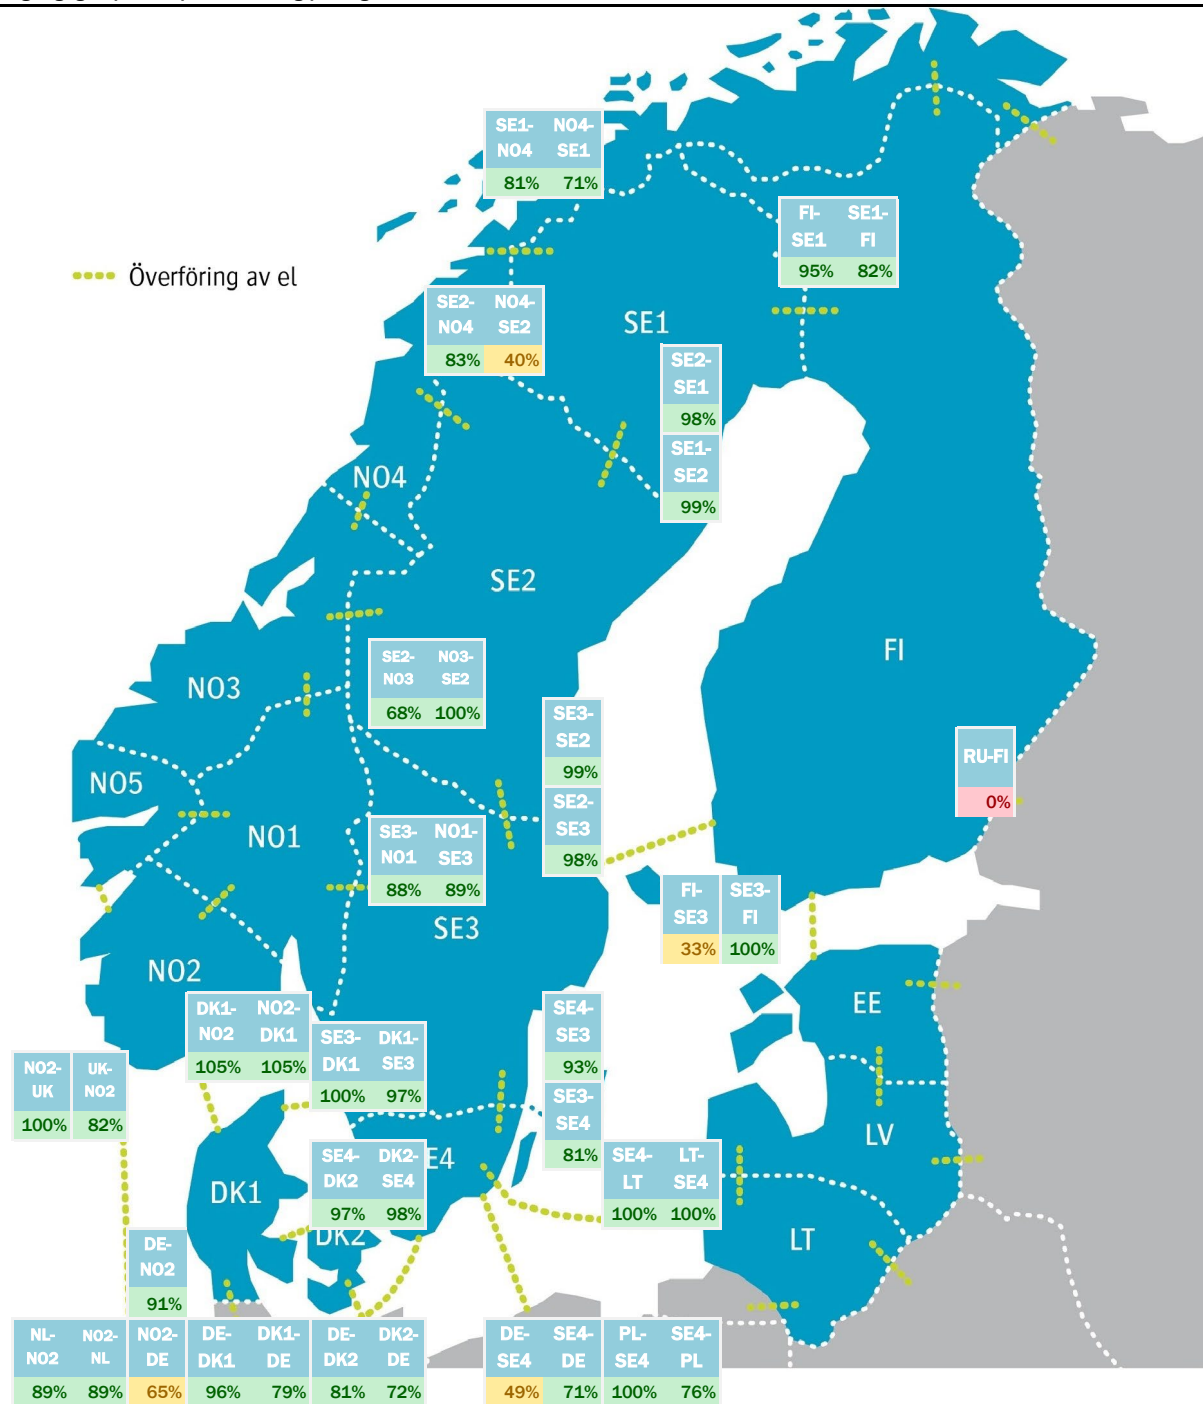 SE1- NO4-
NO4 SE1
81% 71%
FI- SE1-
SE1 FI
95% 82%
Överföring av el
SE2- NO4-
NO4 SE2
83% 40%
SE1
SE2-
SE1
98%
SE1-
SE2
99%
NO4
SE2
FI
SE2- NO3-
NO3 SE2
68% 100%
NO3
SE3-
SE2
99%
SE2-
SE3
98%
RU-FI
0%
NO5
NO1
SE3- NO1-
NO1 SE3
88% 89%
SE3
FI- SE3-
SE3 FI
33% 100%
NO2
EE
DK1- NO2-
NO2 DK1
105% 105%
SE3- DK1-
DK1 SE3
100% 97%
SE4-
SE3
93%
SE3-
SE4
81%
NO2- UK-
UK NO2
100% 82%
LV
SE4- DK2-
DK2 SE4
97% 98%
E4
SE4- LT-
LT SE4
100% 100%
DK1
DK2
LT
DE-
NO2
91%
NL- NO2- NO2- DE- DK1- DE- DK2-
NO2 NL DE DK1 DE DK2 DE
89% 89% 65% 96% 79% 81% 72%
DE- SE4- PL- SE4-
SE4 DE SE4 PL
49% 71% 100% 76%